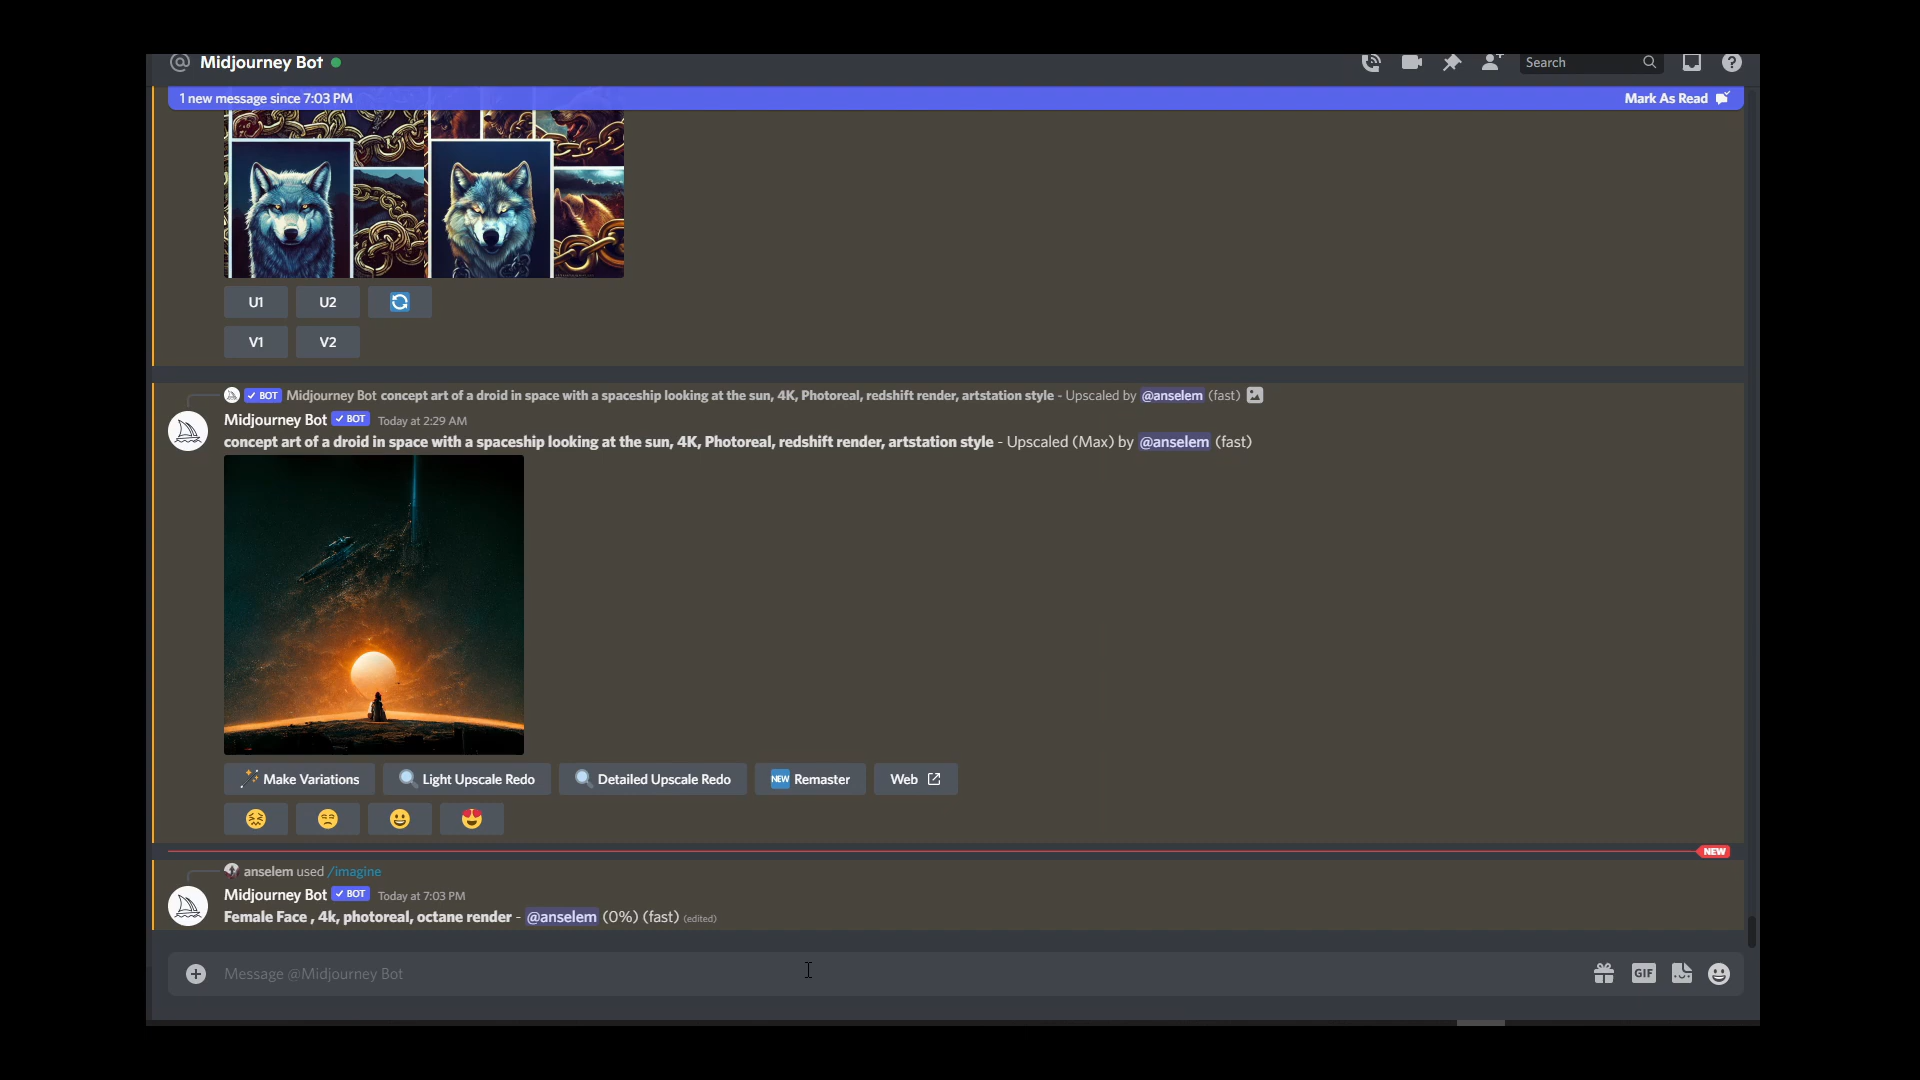 Midjourney Bot
Search
1 new message since 7:03 PM
Mark As Read
U1 U2
V1 V2
BOT Midjourney Bot concept art of a droid in space with a spaceship looking at the sun, 4K, Photoreal, redshift render, artstation style - Upscaled by @anselem (fast)
Midjourney Bot BOT Today at 2:29 AM
concept art of a droid in space with a spaceship looking at the sun, 4K, Photoreal, redshift render, artstation style - Upscaled (Max) by @anselem (fast)
Make Variations Light Upscale Redo Detailed Upscale Redo NEW Remaster Web
NEW
anselem used /imagine
Midjourney Bot BOT Today at 7:03 PM
Female Face , 4k, photoreal, octane render - @anselem (0%) (fast) (edited)
Message @Midjourney Bot
GIF